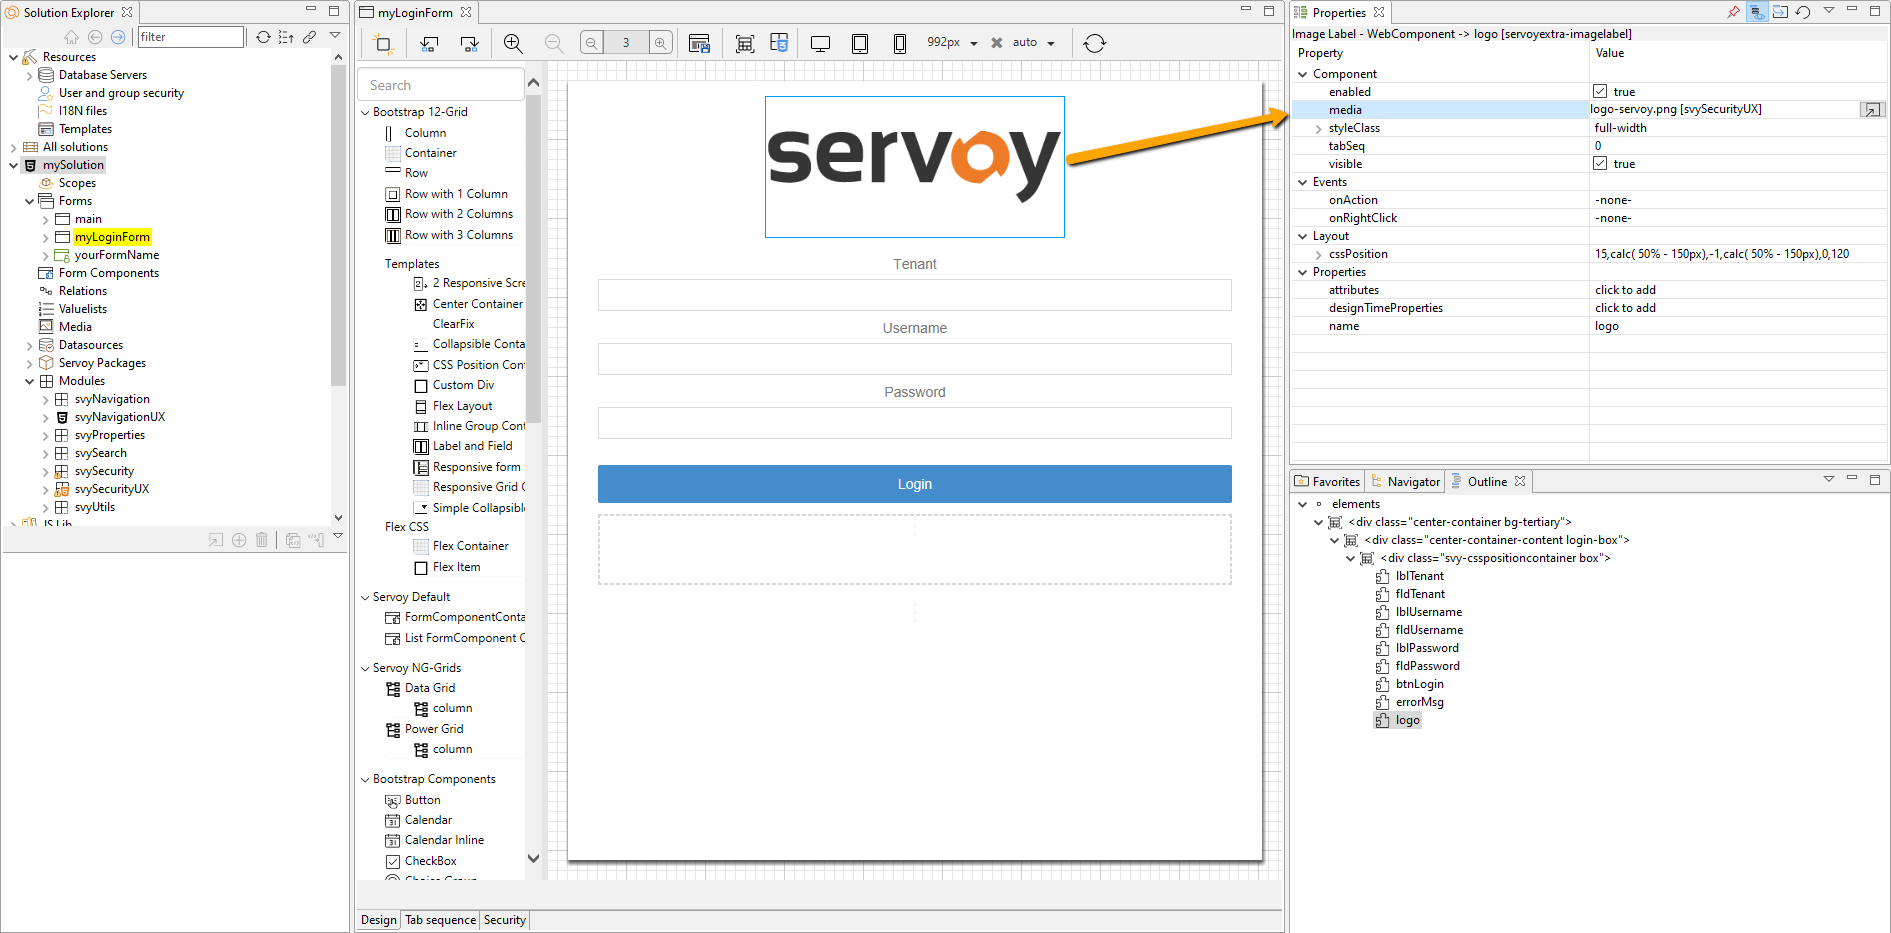 Solution Explorer
filter
Resources
Database Servers
User and group security
I18N files
Templates
All solutions
mySolution
Scopes
Forms
main
myLoginForm
yourFormName
Form Components
Relations
Valuelists
Media
Datasources
Servoy Packages
Modules
svyNavigation
svyNavigationUX
svyProperties
svySearch
svySecurity
svySecurityUX
svyUtils
JS Lib
myLoginForm
3
992px
auto
Search
Bootstrap 12-Grid
Column
Container
Row
Row with 1 Column
Row with 2 Columns
Row with 3 Columns
Templates
2 Responsive Scre
Center Container
ClearFix
Collapsible Conta
CSS Position Cont
Custom Div
Flex Layout
Inline Group Cont
Label and Field
Responsive form
Responsive Grid C
Simple Collapsible
Flex CSS
Flex Container
Flex Item
Servoy Default
FormComponentConta
List FormComponent C
Servoy NG-Grids
Data Grid
column
Power Grid
column
Bootstrap Components
Button
Calendar
Calendar Inline
CheckBox
Choice Group
servoy
Tenant
Username
Password
Login
Design
Tab sequence
Security
Properties
Image Label - WebComponent -> logo [servoyextra-imagelabel]
Property Value
Component
enabled true
media logo-servoy.png [svySecurityUX]
styleClass full-width
tabSeq 0
visible true
Events
onAction -none-
onRightClick -none-
Layout
cssPosition 15,calc( 50% - 150px),-1,calc( 50% - 150px),0,120
Properties
attributes click to add
designTimeProperties click to add
name logo
Favorites
Navigator
Outline
elements
<div class="center-container bg-tertiary">
<div class="center-container-content login-box">
<div class="svy-csspositioncontainer box">
lblTenant
fldTenant
lblUsername
fldUsername
lblPassword
fldPassword
btnLogin
errorMsg
logo